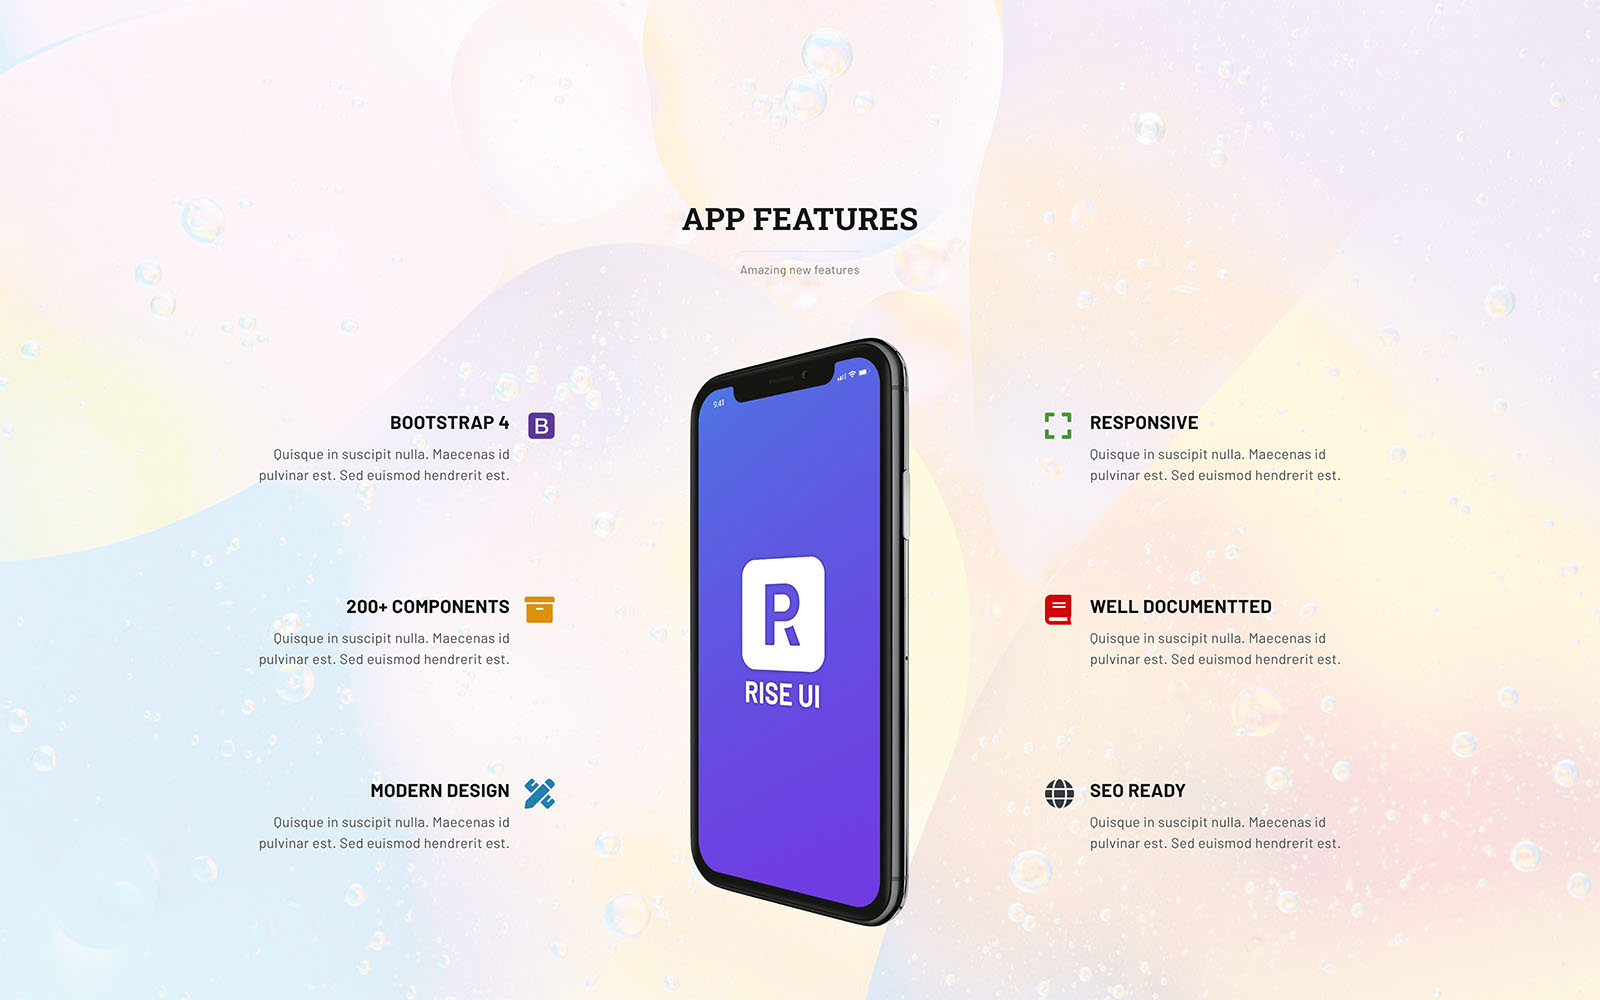 APP FEATURES
Amazing new features
BOOTSTRAP 4
B
Quisque in suscipit nulla. Maecenas id
pulvinar est. Sed euismod hendrerit est.
200+ COMPONENTS
Quisque in suscipit nulla. Maecenas id
pulvinar est. Sed euismod hendrerit est.
MODERN DESIGN
Quisque in suscipit nulla. Maecenas id
pulvinar est. Sed euismod hendrerit est.
9:41
R
RISE UI
RESPONSIVE
Quisque in suscipit nulla. Maecenas id
pulvinar est. Sed euismod hendrerit est.
WELL DOCUMENTTED
Quisque in suscipit nulla. Maecenas id
pulvinar est. Sed euismod hendrerit est.
SEO READY
Quisque in suscipit nulla. Maecenas id
pulvinar est. Sed euismod hendrerit est.